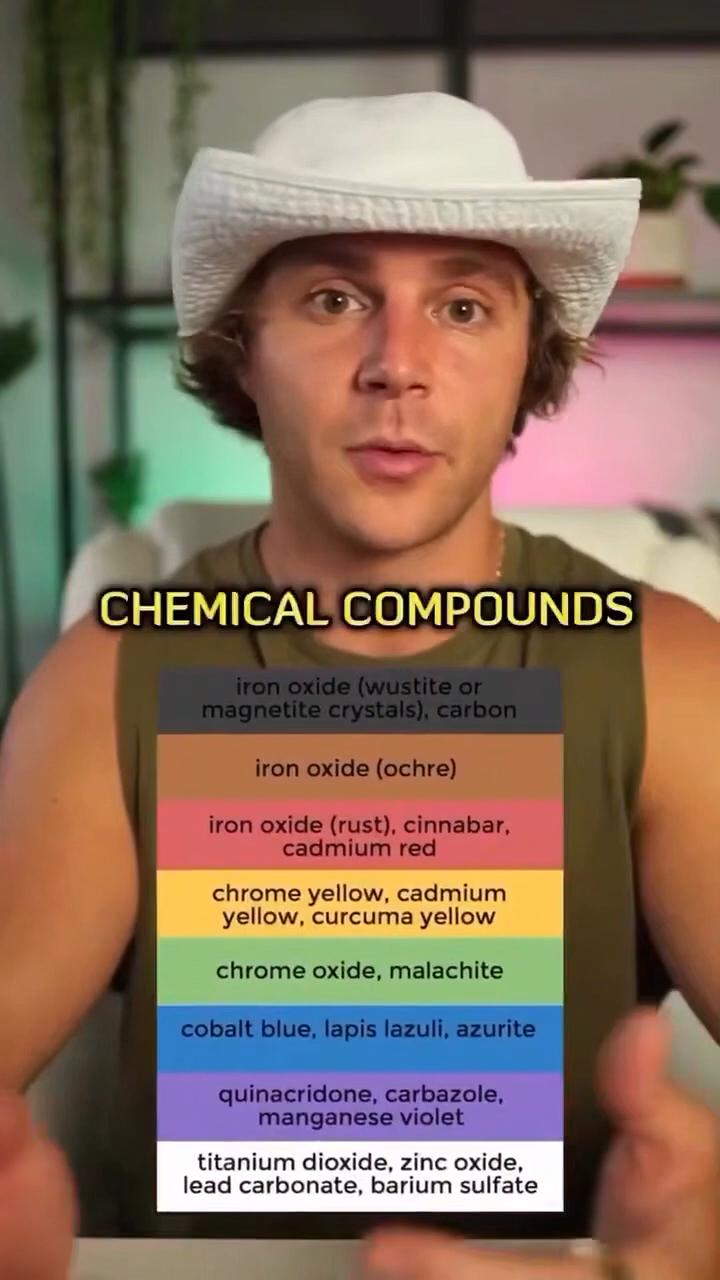 CHEMICAL COMPOUNDS
iron oxide (wustite or
magnetite crystals), carbon
iron oxide (ochre)
iron oxide (rust), cinnabar,
cadmium red
chrome yellow, cadmium
yellow, curcuma yellow
chrome oxide, malachite
cobalt blue, lapis lazuli, azurite
quinacridone, carbazole,
manganese violet
titanium dioxide, zinc oxide,
lead carbonate, barium sulfate